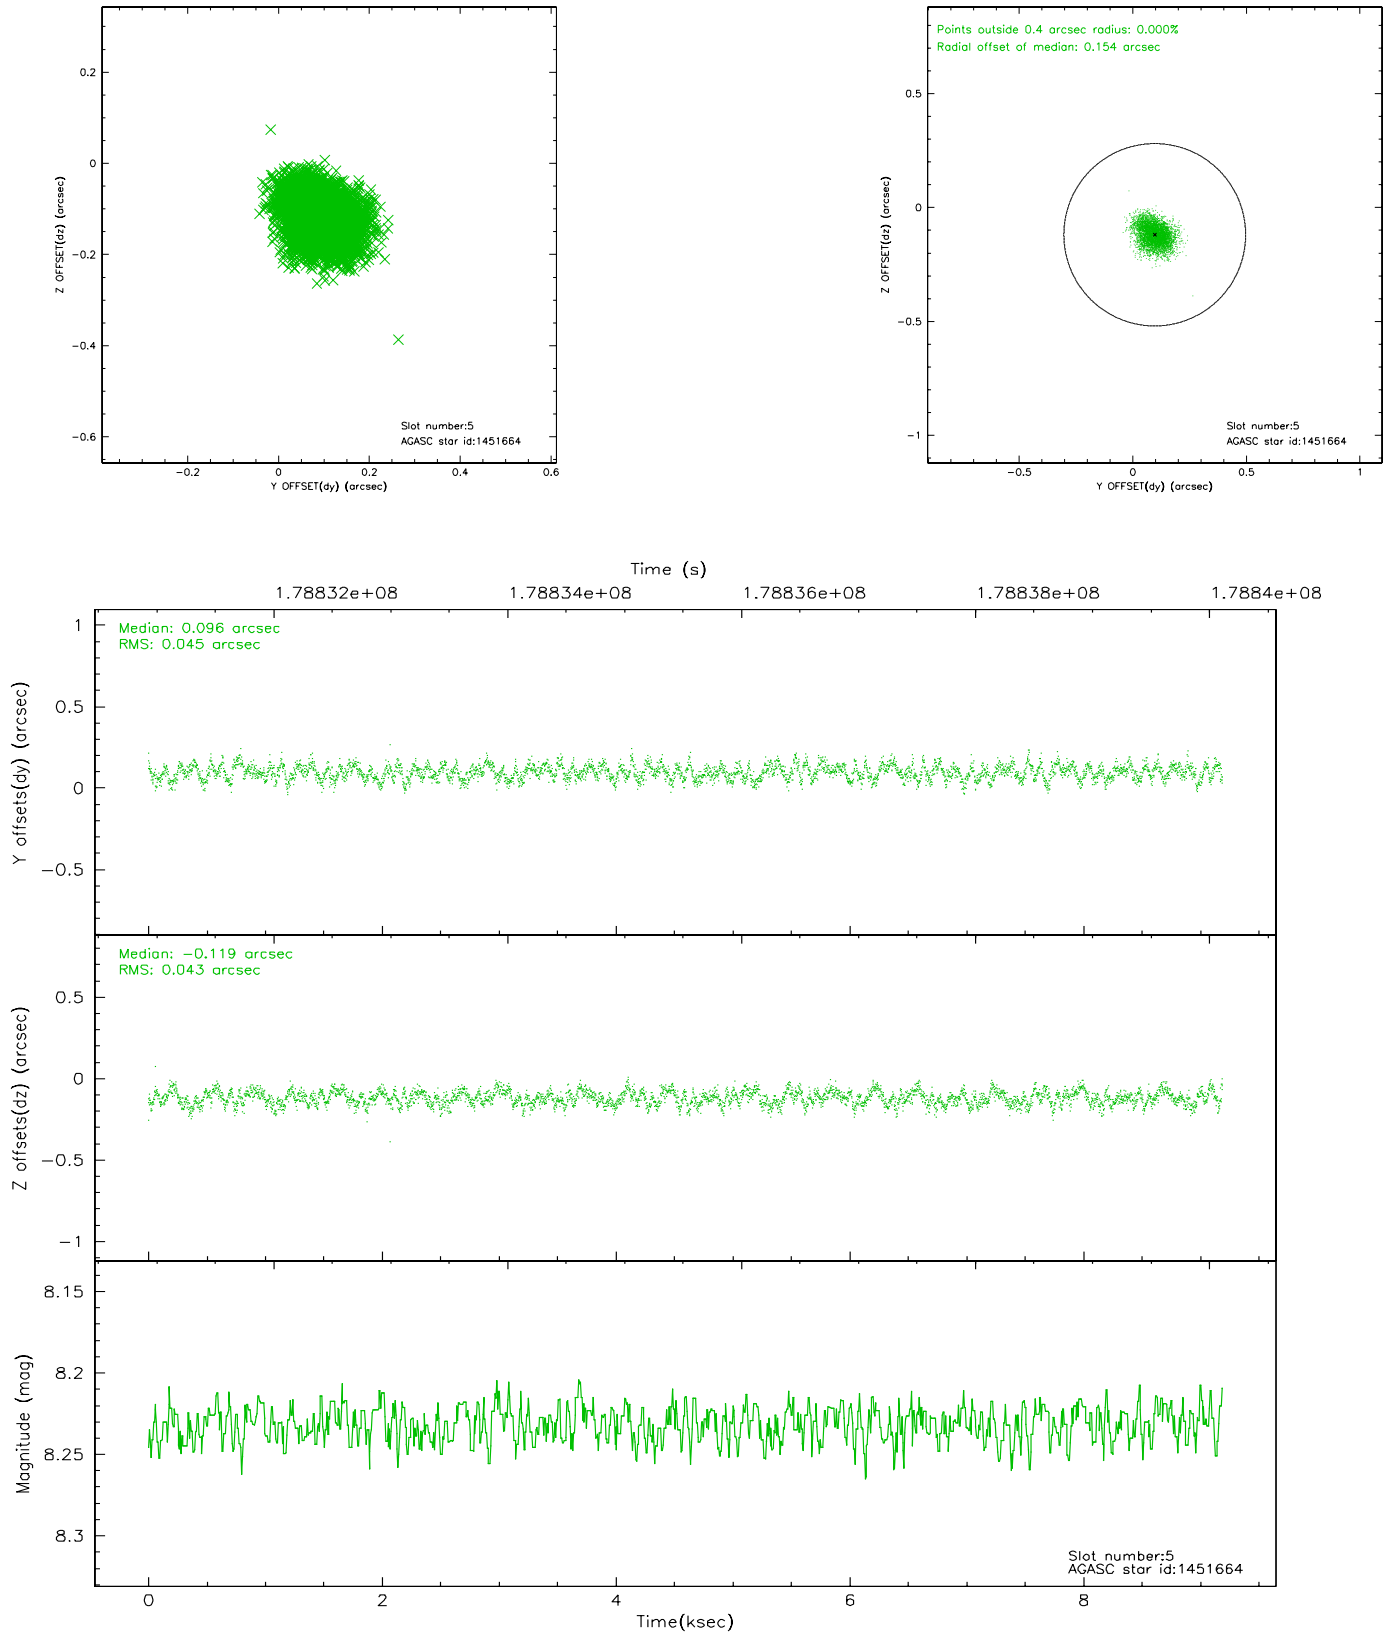 0.2
0
−0.2
−0.4
−0.6
Z OFFSET(dz) (arcsec)
Slot number:5
AGASC star id:1451664
−0.2 0 0.2 0.4 0.6
Y OFFSET(dy) (arcsec)
Points outside 0.4 arcsec radius: 0.000%
Radial offset of median: 0.154 arcsec
0.5
0
−0.5
−1
Z OFFSET(dz) (arcsec)
Slot number:5
AGASC star id:1451664
−0.5 0 0.5 1
Y OFFSET(dy) (arcsec)
Time (s)
1.78832e+08 1.78834e+08 1.78836e+08 1.78838e+08 1.7884e+08
Median: 0.096 arcsec
RMS: 0.045 arcsec
1
0.5
0
−0.5
Y offsets(dy) (arcsec)
Median: −0.119 arcsec
RMS: 0.043 arcsec
0.5
0
−0.5
−1
Z offsets(dz) (arcsec)
8.15
8.2
8.25
8.3
Magnitude (mag)
Slot number:5
AGASC star id:1451664
0 2 4 6 8
Time(ksec)